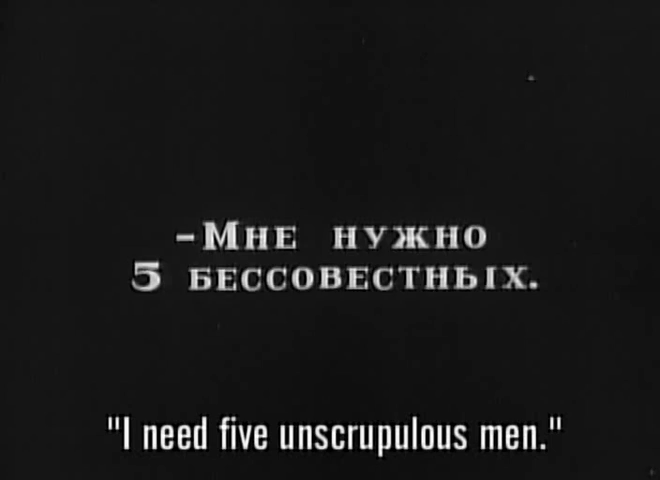 -Мне нужно
5 бессовестных.
"I need five unscrupulous men."